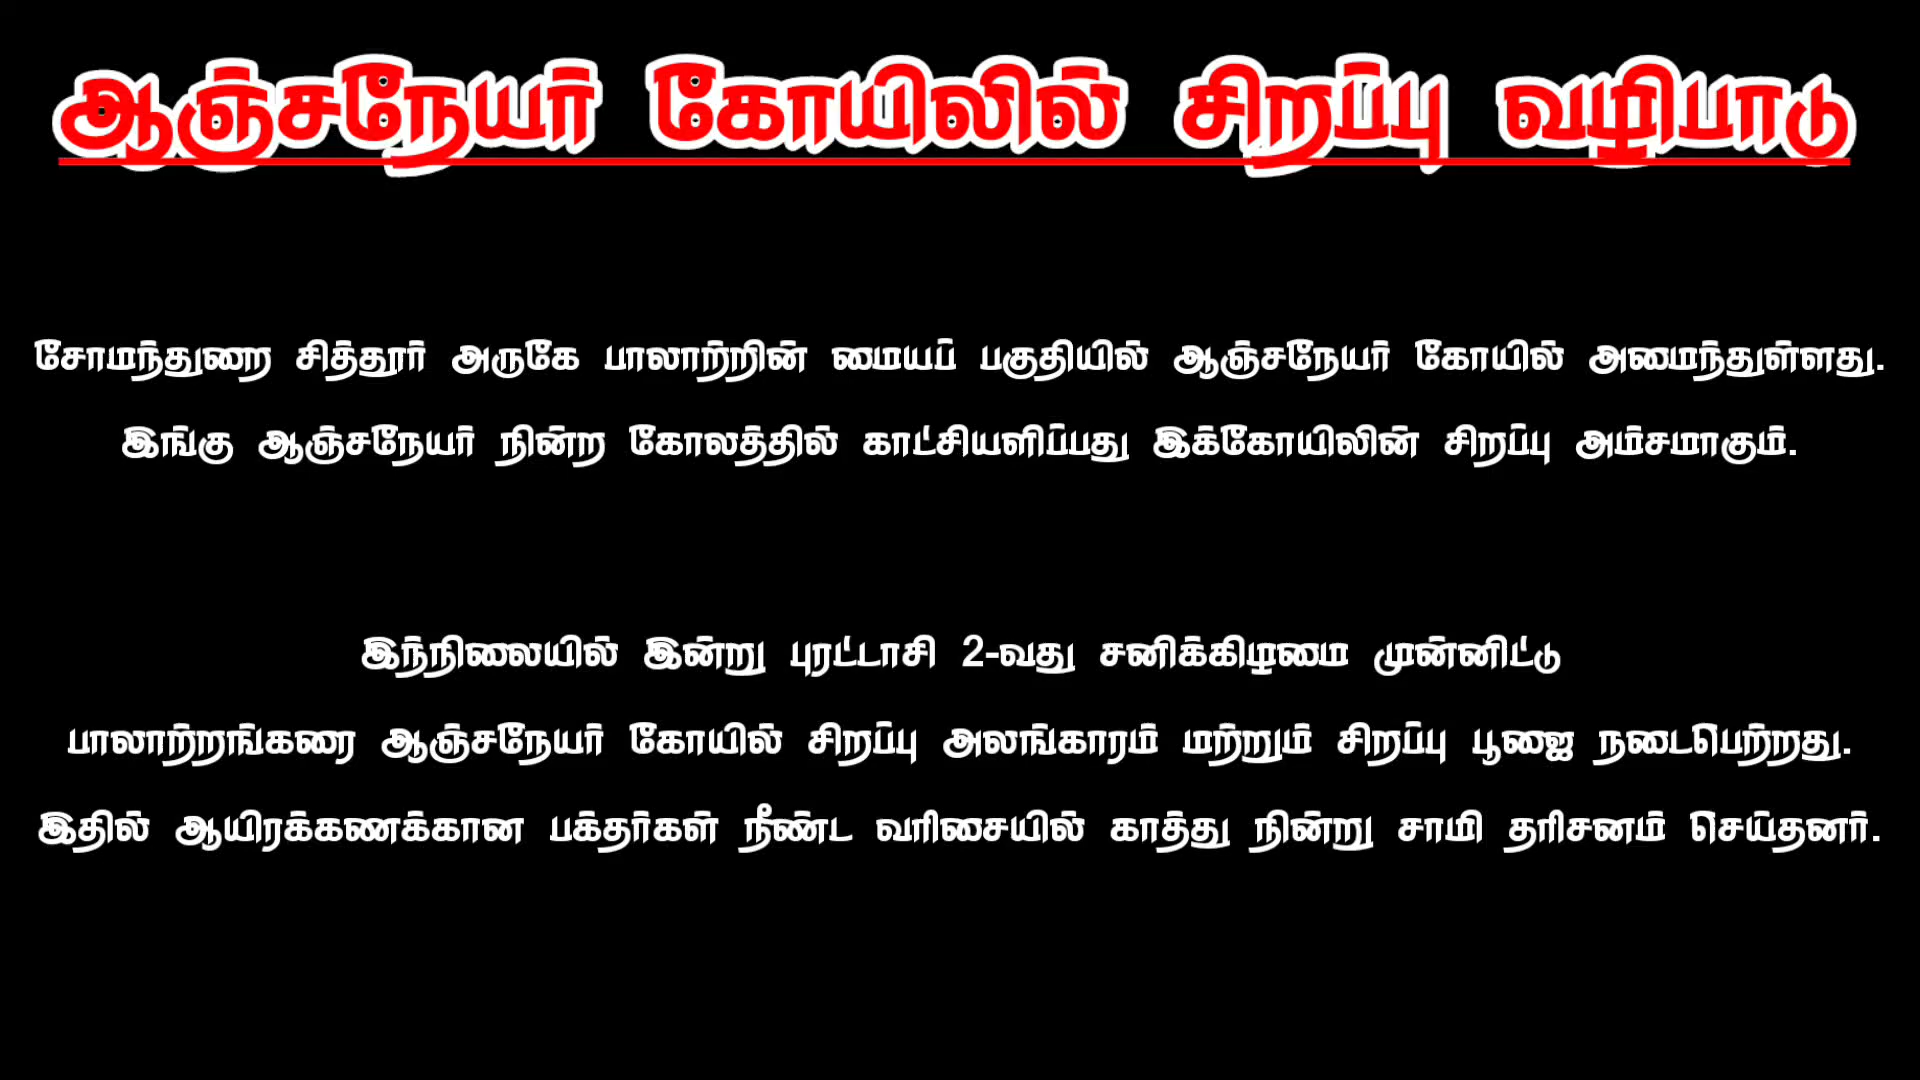 ஆஞ்சநேயர் கோயிலில் சிறப்பு வழிபாடு
சோமந்துறை சித்தூர் அருகே பாலாற்றின் மையப் பகுதியில் ஆஞ்சநேயர் கோயில் அமைந்துள்ளது.
இங்கு ஆஞ்சநேயர் நின்ற கோலத்தில் காட்சியளிப்பது இக்கோயிலின் சிறப்பு அம்சமாகும்.
இந்நிலையில் இன்று புரட்டாசி 2-வது சனிக்கிழமை முன்னிட்டு
பாலாற்றங்கரை ஆஞ்சநேயர் கோயில் சிறப்பு அலங்காரம் மற்றும் சிறப்பு பூஜை நடைபெற்றது.
இதில் ஆயிரக்கணக்கான பக்தர்கள் நீண்ட வரிசையில் காத்து நின்று சாமி தரிசனம் செய்தனர்.